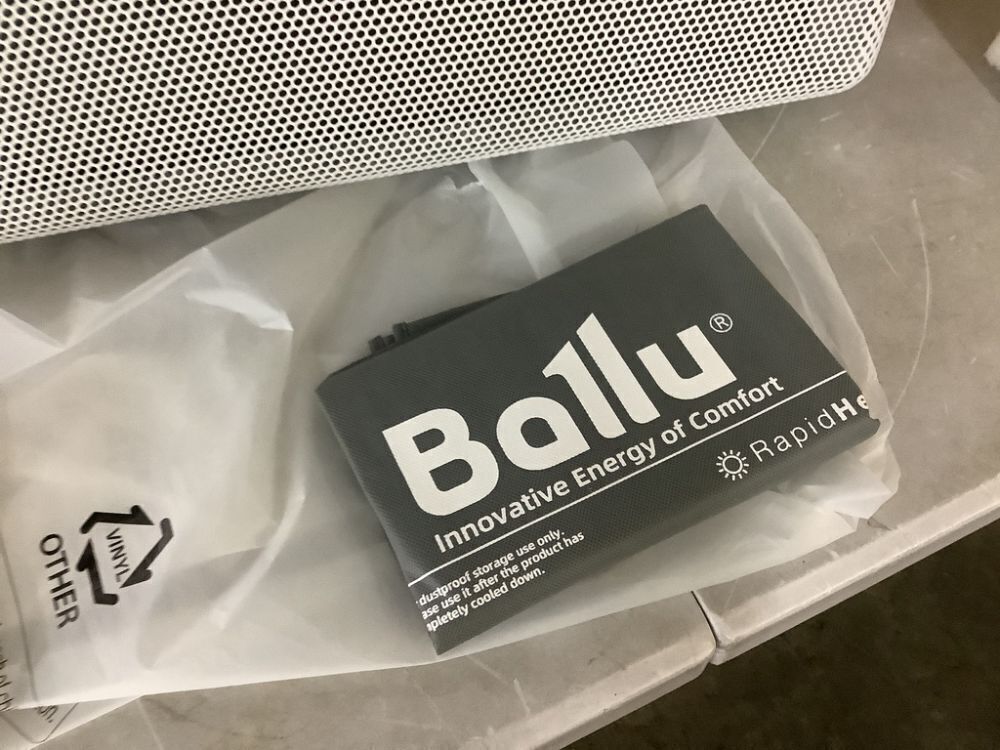 Ballu®
Innovative Energy of Comfort
RapidHe
dustproof storage use only.
ase use it after the product has
pletely cooled down.
VINYL
OTHER